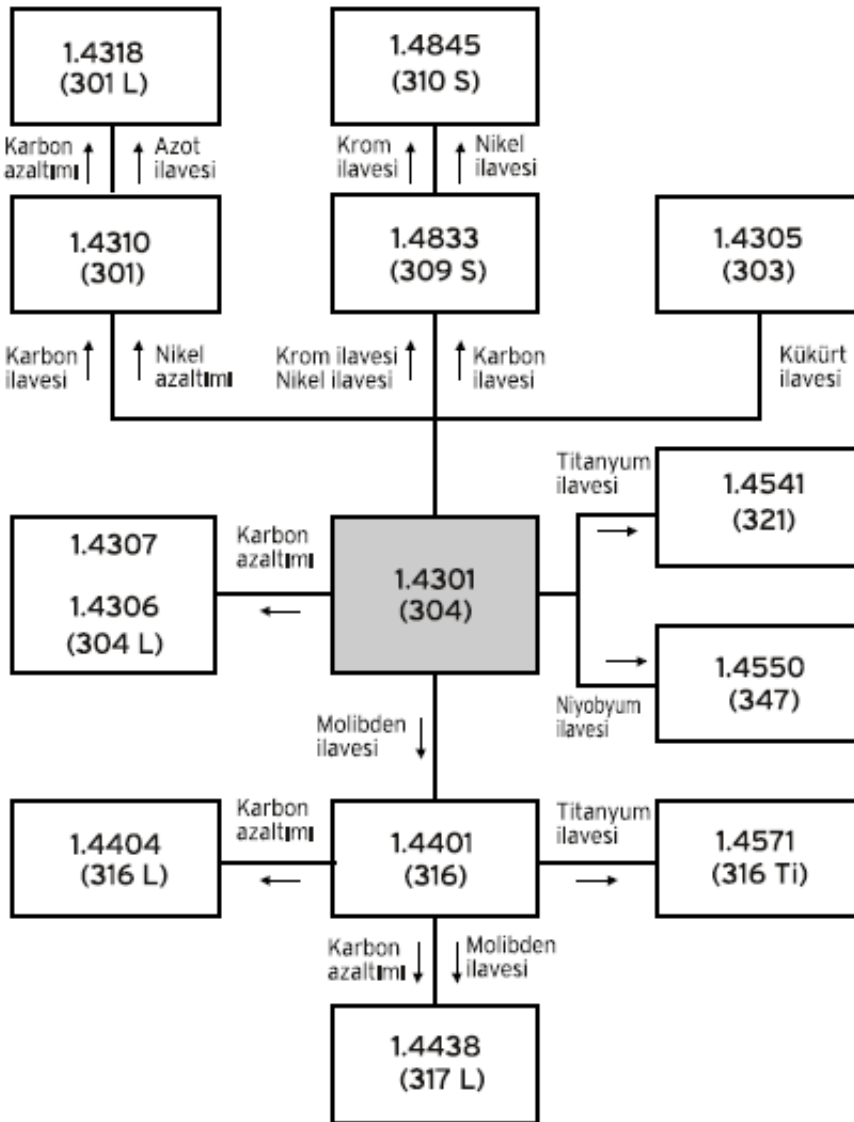 1.4318
(301 L)
1.4845
(310 S)
Karbon
azaltımı
Azot
ilavesi
Krom
ilavesi
Nikel
ilavesi
1.4310
(301)
1.4833
(309 S)
1.4305
(303)
Karbon
ilavesi
Nikel
azaltımı
Krom ilavesi
Nikel ilavesi
Karbon
ilavesi
Kükürt
ilavesi
Titanyum
ilavesi
1.4541
(321)
1.4307
1.4306
(304 L)
Karbon
azaltımı
1.4301
(304)
1.4550
(347)
Niyobyum
ilavesi
Molibden
ilavesi
1.4404
(316 L)
Karbon
azaltımı
1.4401
(316)
Titanyum
ilavesi
1.4571
(316 Ti)
Karbon
azaltımı
Molibden
ilavesi
1.4438
(317 L)